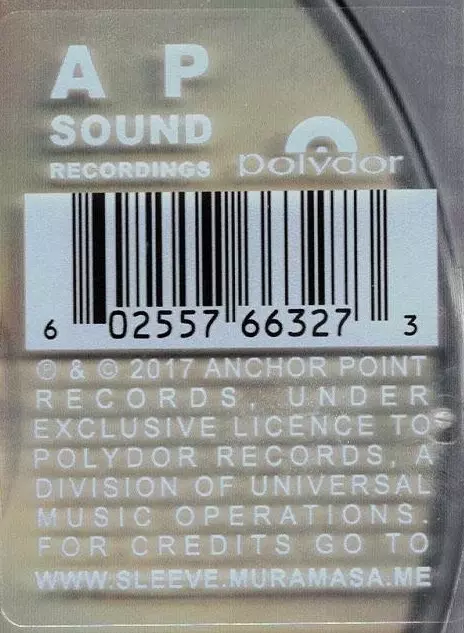 A P
SOUND
RECORDINGS polydor
6 02557 66327 3
℗ & © 2017 ANCHOR POINT
RECORDS, UNDER
EXCLUSIVE LICENCE TO
POLYDOR RECORDS, A
DIVISION OF UNIVERSAL
MUSIC OPERATIONS.
FOR CREDITS GO TO
WWW.SLEEVE.MURAMASA.ME